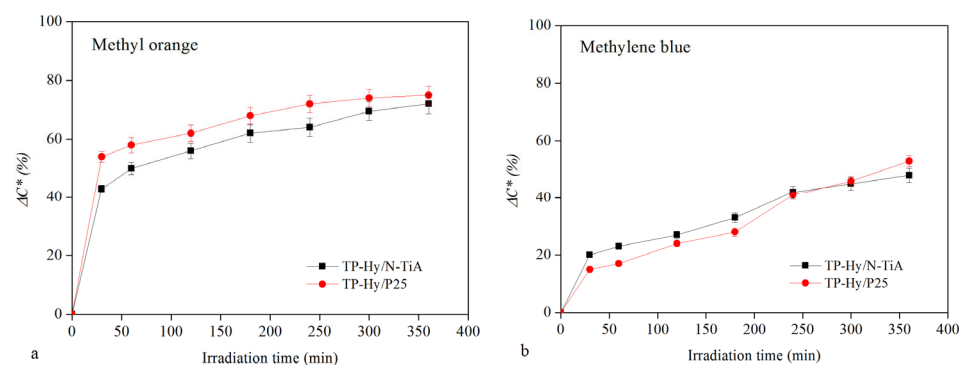 Methyl orange
100
80
60
40
20
0
ΔC* (%)
TP-Hy/N-TiA
TP-Hy/P25
0 50 100 150 200 250 300 350 400
Irradiation time (min)
a
Methylene blue
100
80
60
40
20
0
ΔC* (%)
TP-Hy/N-TiA
TP-Hy/P25
0 50 100 150 200 250 300 350 400
Irradiation time (min)
b